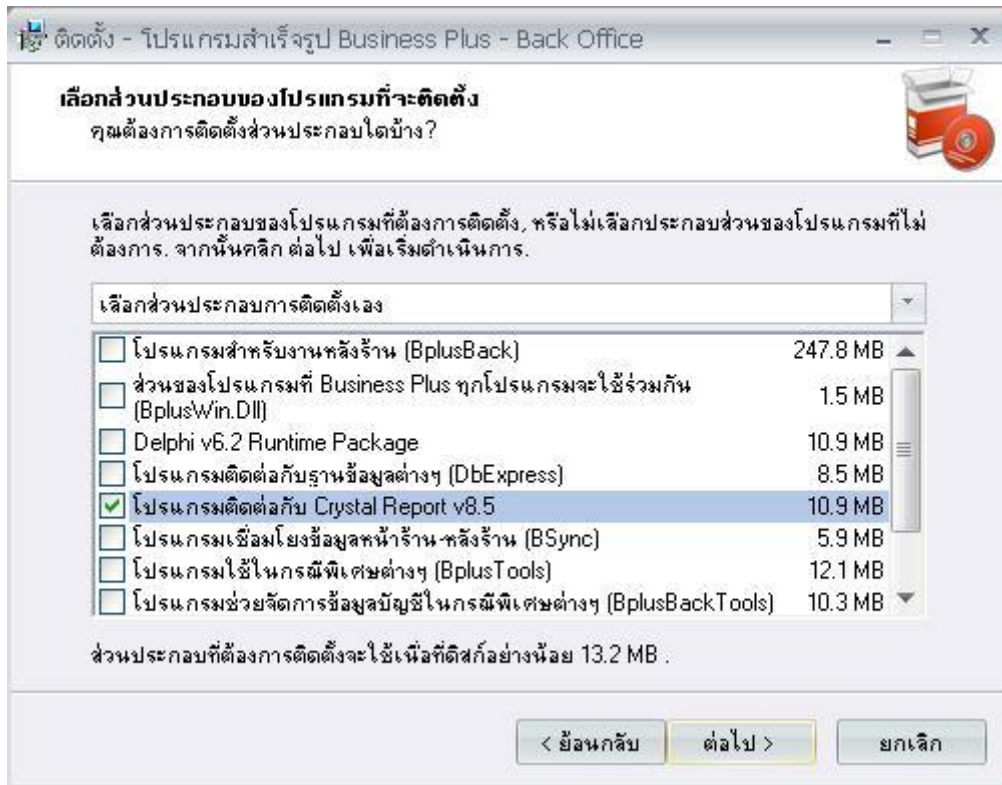 ติดตั้ง - โปรแกรมสำเร็จรูป Business Plus - Back Office
เลือกส่วนประกอบของโปรแกรมที่จะติดตั้ง
คุณต้องการติดตั้งส่วนประกอบใดบ้าง?
เลือกส่วนประกอบของโปรแกรมที่ต้องการติดตั้ง, หรือไม่เลือกประกอบส่วนของโปรแกรมที่ไม่
ต้องการ. จากนั้นคลิก ต่อไป เพื่อเริ่มดำเนินการ.
เลือกส่วนประกอบการติดตั้งเอง
โปรแกรมสำหรับงานหลังร้าน (BplusBack) 247.8 MB
ส่วนของโปรแกรมที่ Business Plus ทุกโปรแกรมจะใช้ร่วมกัน
(BplusWin.Dll) 1.5 MB
Delphi v6.2 Runtime Package 10.9 MB
โปรแกรมติดต่อกับฐานข้อมูลต่างๆ (DbExpress) 8.5 MB
โปรแกรมติดต่อกับ Crystal Report v8.5 10.9 MB
โปรแกรมเชื่อมโยงข้อมูลหน้าร้าน-หลังร้าน (BSync) 5.9 MB
โปรแกรมใช้ในกรณีพิเศษต่างๆ (BplusTools) 12.1 MB
โปรแกรมช่วยจัดการข้อมูลบัญชีในกรณีพิเศษต่างๆ (BplusBackTools) 10.3 MB
ส่วนประกอบที่ต้องการติดตั้งจะใช้เนื่อที่ดิสก์อย่างน้อย 13.2 MB .
< ย้อนกลับ ต่อไป > ยกเลิก